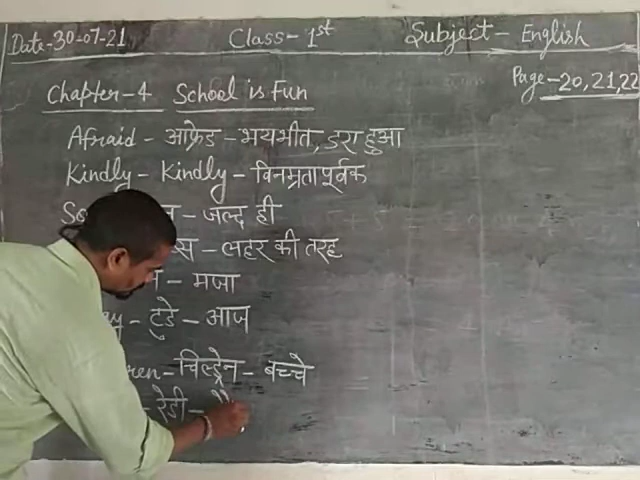 Date-30-07-21 Class-1st Subject- English
Page-20,21,22
Chapter-4 School is Fun
Afraid - आफ्रेड - भयभीत, डरा हुआ
Kindly - Kindly - विनम्रतापूर्वक
- जल्द ही
- लहर की तरह
- मजा
- टुडे - आज
- चिल्ड्रेन - बच्चे
- रेडी -